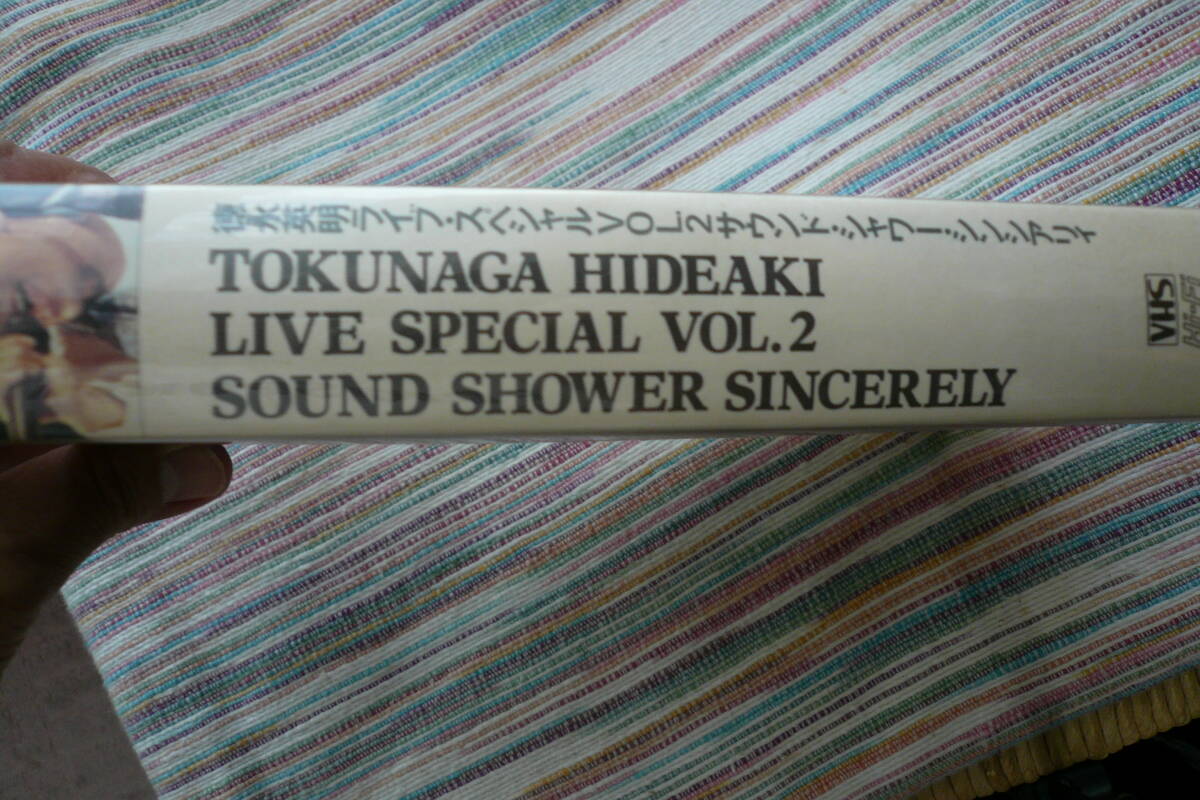 徳永英明ライブ・スペシャルVOL.2サウンド・シャワー・シンシアリィ
TOKUNAGA HIDEAKI
LIVE SPECIAL VOL.2
SOUND SHOWER SINCERELY
VHS
Hi-Fi